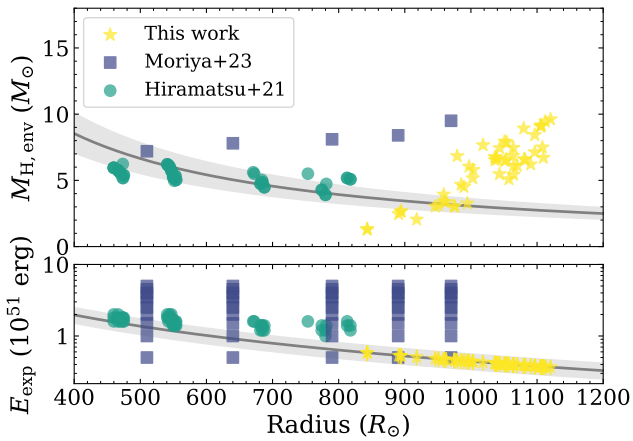 This work
Moriya+23
Hiramatsu+21
M_H, env (M_⊙)
15
10
5
0
E_exp (10^51 erg)
10
1
400 500 600 700 800 900 1000 1100 1200
Radius (R_⊙)